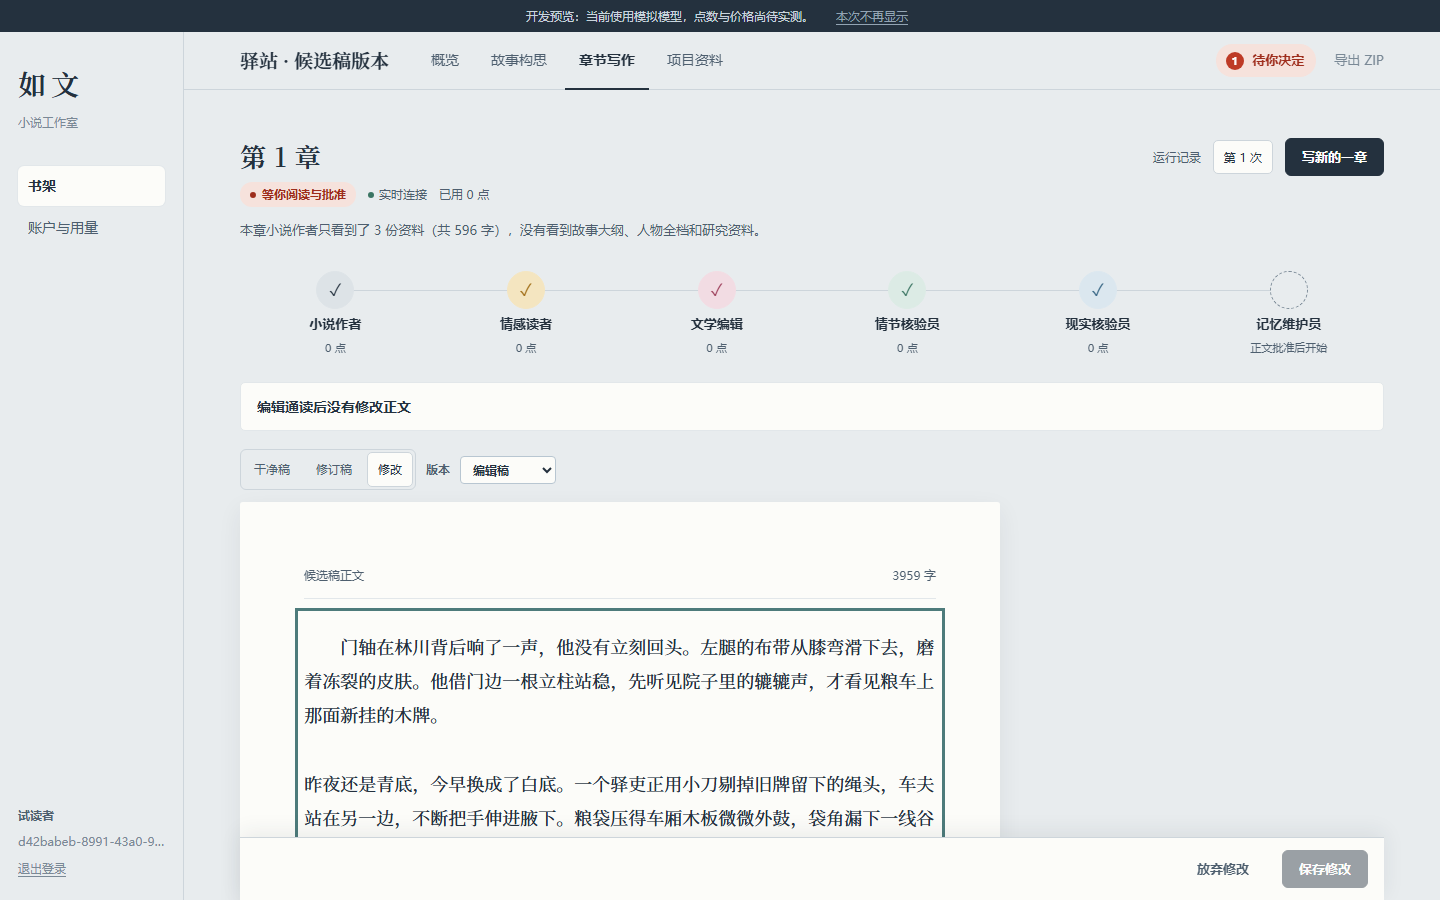 开发预览：当前使用模拟模型，点数与价格尚待实测。 本次不再显示
如文
小说工作室
书架
账户与用量
试读者
d42babeb-8991-43a0-9...
退出登录
驿站 · 候选稿版本 概览 故事构思 章节写作 项目资料 1 待你决定 导出 ZIP
第 1 章 运行记录 第 1 次 写新的一章
等你阅读与批准 实时连接 已用 0 点
本章小说作者只看到了 3 份资料（共 596 字），没有看到故事大纲、人物全档和研究资料。
小说作者 情感读者 文学编辑 情节核验员 现实核验员 记忆维护员
0 点 0 点 0 点 0 点 0 点 正文批准后开始
编辑通读后没有修改正文
干净稿 修订稿 修改 版本 编辑稿
候选稿正文 3959 字
门轴在林川背后响了一声，他没有立刻回头。左腿的布带从膝弯滑下去，磨
着冻裂的皮肤。他借门边一根立柱站稳，先听见院子里的辘辘声，才看见粮车上
那面新挂的木牌。
昨夜还是青底，今早换成了白底。一个驿吏正用小刀剔掉旧牌留下的绳头，车夫
站在另一边，不断把手伸进腋下。粮袋压得车厢木板微微外鼓，袋角漏下一线谷
放弃修改 保存修改